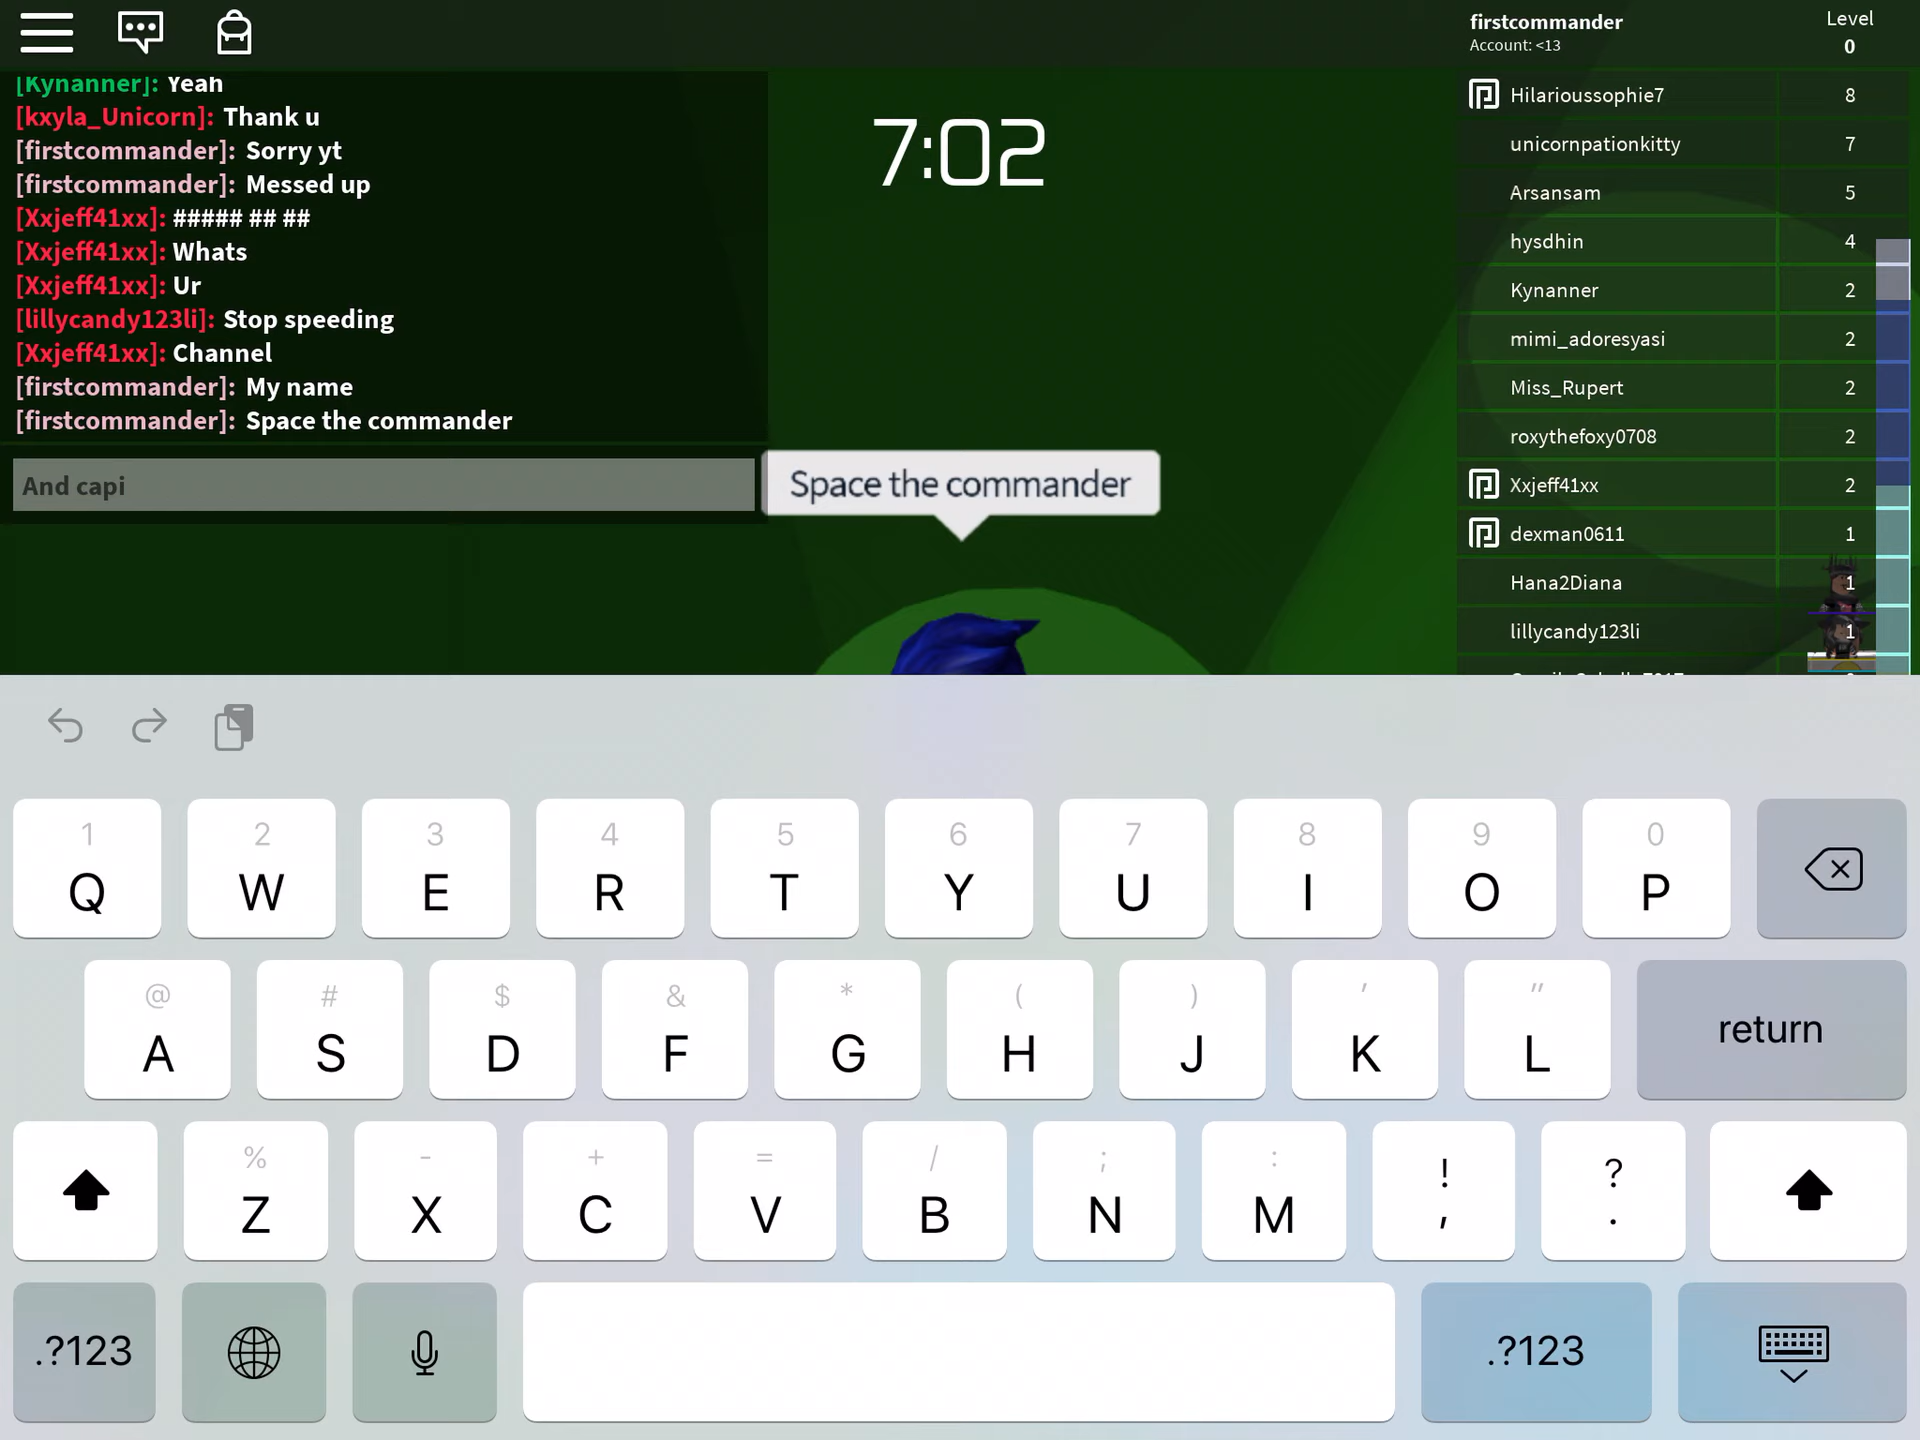 firstcommander
Account: <13
Level
0
[Kynanner]: Yeah
[kxyla_Unicorn]: Thank u
[firstcommander]: Sorry yt
[firstcommander]: Messed up
[Xxjeff41xx]: ##### ## ##
[Xxjeff41xx]: Whats
[Xxjeff41xx]: Ur
[lillycandy123li]: Stop speeding
[Xxjeff41xx]: Channel
[firstcommander]: My name
[firstcommander]: Space the commander
And capi
7:02
Space the commander
Hilarioussophie7 8
unicornpationkitty 7
Arsansam 5
hysdhin 4
Kynanner 2
mimi_adoresyasi 2
Miss_Rupert 2
roxythefoxy0708 2
Xxjeff41xx 2
dexman0611 1
Hana2Diana 1
lillycandy123li 1
1 2 3 4 5 6 7 8 9 0
Q W E R T Y U I O P
@ # $ & * ( ) ' "
A S D F G H J K L return
% - + = / ; : ! ?
Z X C V B N M , .
.?123 .?123